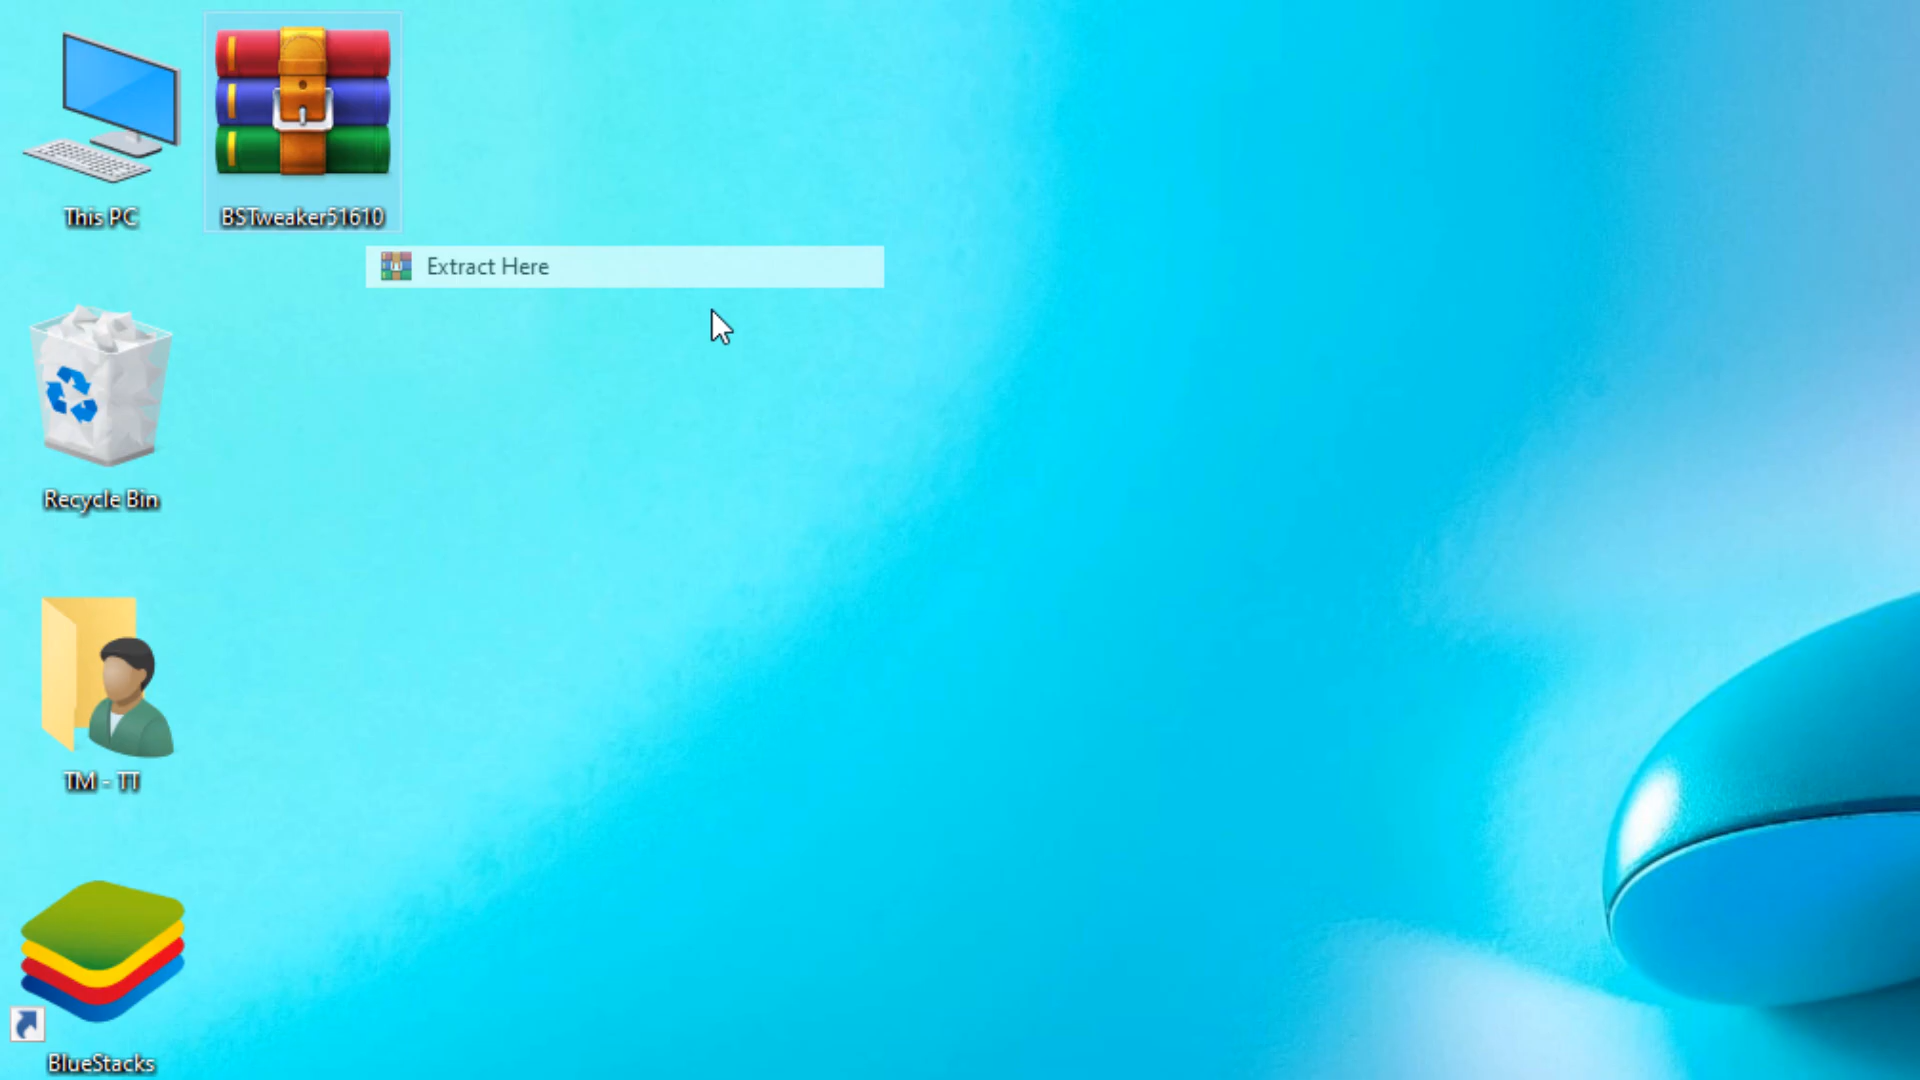 This PC
BSTweaker51610
Extract Here
Recycle Bin
TM - TT
BlueStacks